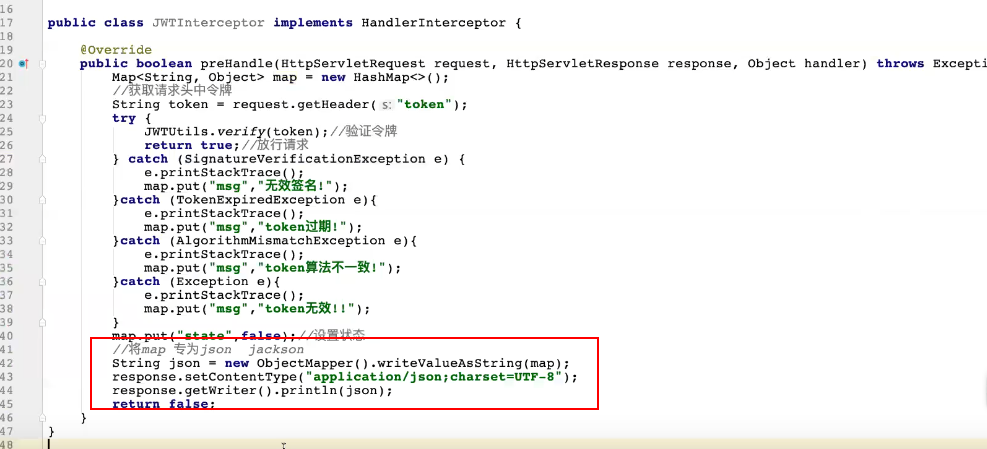 16
17 public class JWTInterceptor implements HandlerInterceptor {
18
19 @Override
20 public boolean preHandle(HttpServletRequest request, HttpServletResponse response, Object handler) throws Excepti
21 Map<String, Object> map = new HashMap<>();
22 //获取请求头中令牌
23 String token = request.getHeader( s: "token");
24 try {
25 JWTUtils.verify(token);//验证令牌
26 return true;//放行请求
27 } catch (SignatureVerificationException e) {
28 e.printStackTrace();
29 map.put("msg","无效签名!");
30 }catch (TokenExpiredException e){
31 e.printStackTrace();
32 map.put("msg","token过期!");
33 }catch (AlgorithmMismatchException e){
34 e.printStackTrace();
35 map.put("msg","token算法不一致!");
36 }catch (Exception e){
37 e.printStackTrace();
38 map.put("msg","token无效!!");
39 }
40 map.put("state",false);//设置状态
41 //将map 专为json jackson
42 String json = new ObjectMapper().writeValueAsString(map);
43 response.setContentType("application/json;charset=UTF-8");
44 response.getWriter().println(json);
45 return false;
46 }
47 }
48